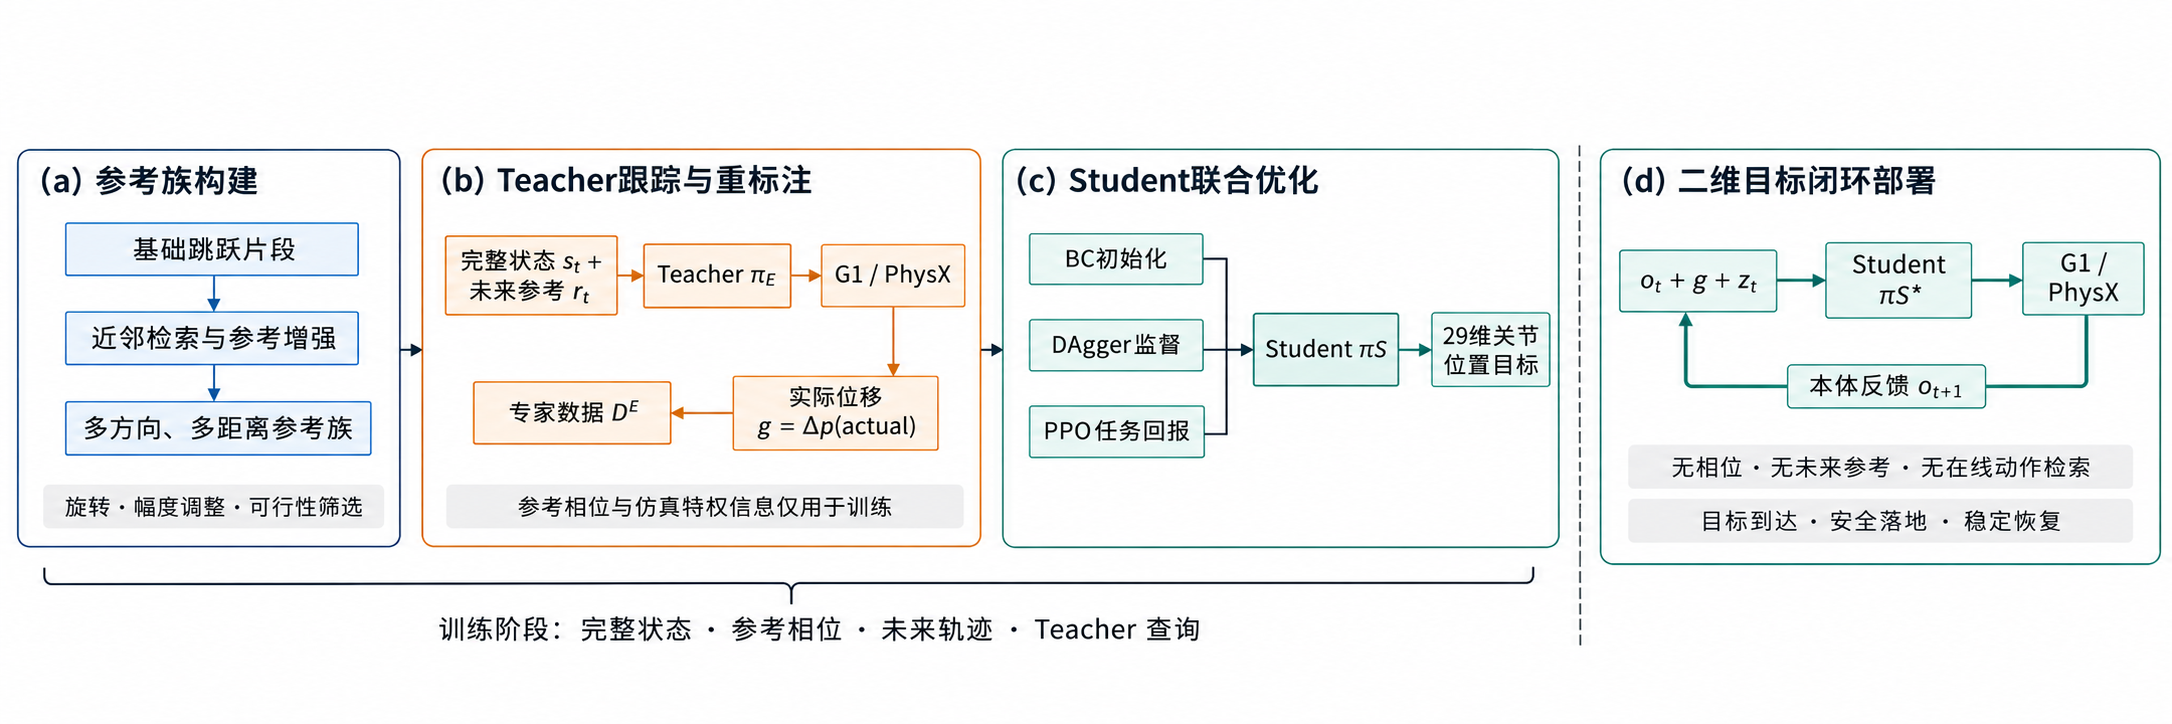 (a) 参考族构建
基础跳跃片段
近邻检索与参考增强
多方向、多距离参考族
旋转·幅度调整·可行性筛选
(b) Teacher跟踪与重标注
完整状态 s_t +
未来参考 r_t
Teacher π_E
G1 / PhysX
实际位移
g = Δp(actual)
专家数据 D^E
参考相位与仿真特权信息仅用于训练
(c) Student联合优化
BC初始化
DAgger监督
PPO任务回报
Student πS
29维关节
位置目标
(d) 二维目标闭环部署
o_t + g + z_t
Student
πS*
G1 /
PhysX
本体反馈 o_{t+1}
无相位·无未来参考·无在线动作检索
目标到达 · 安全落地 · 稳定恢复
训练阶段：完整状态 · 参考相位 · 未来轨迹 · Teacher 查询